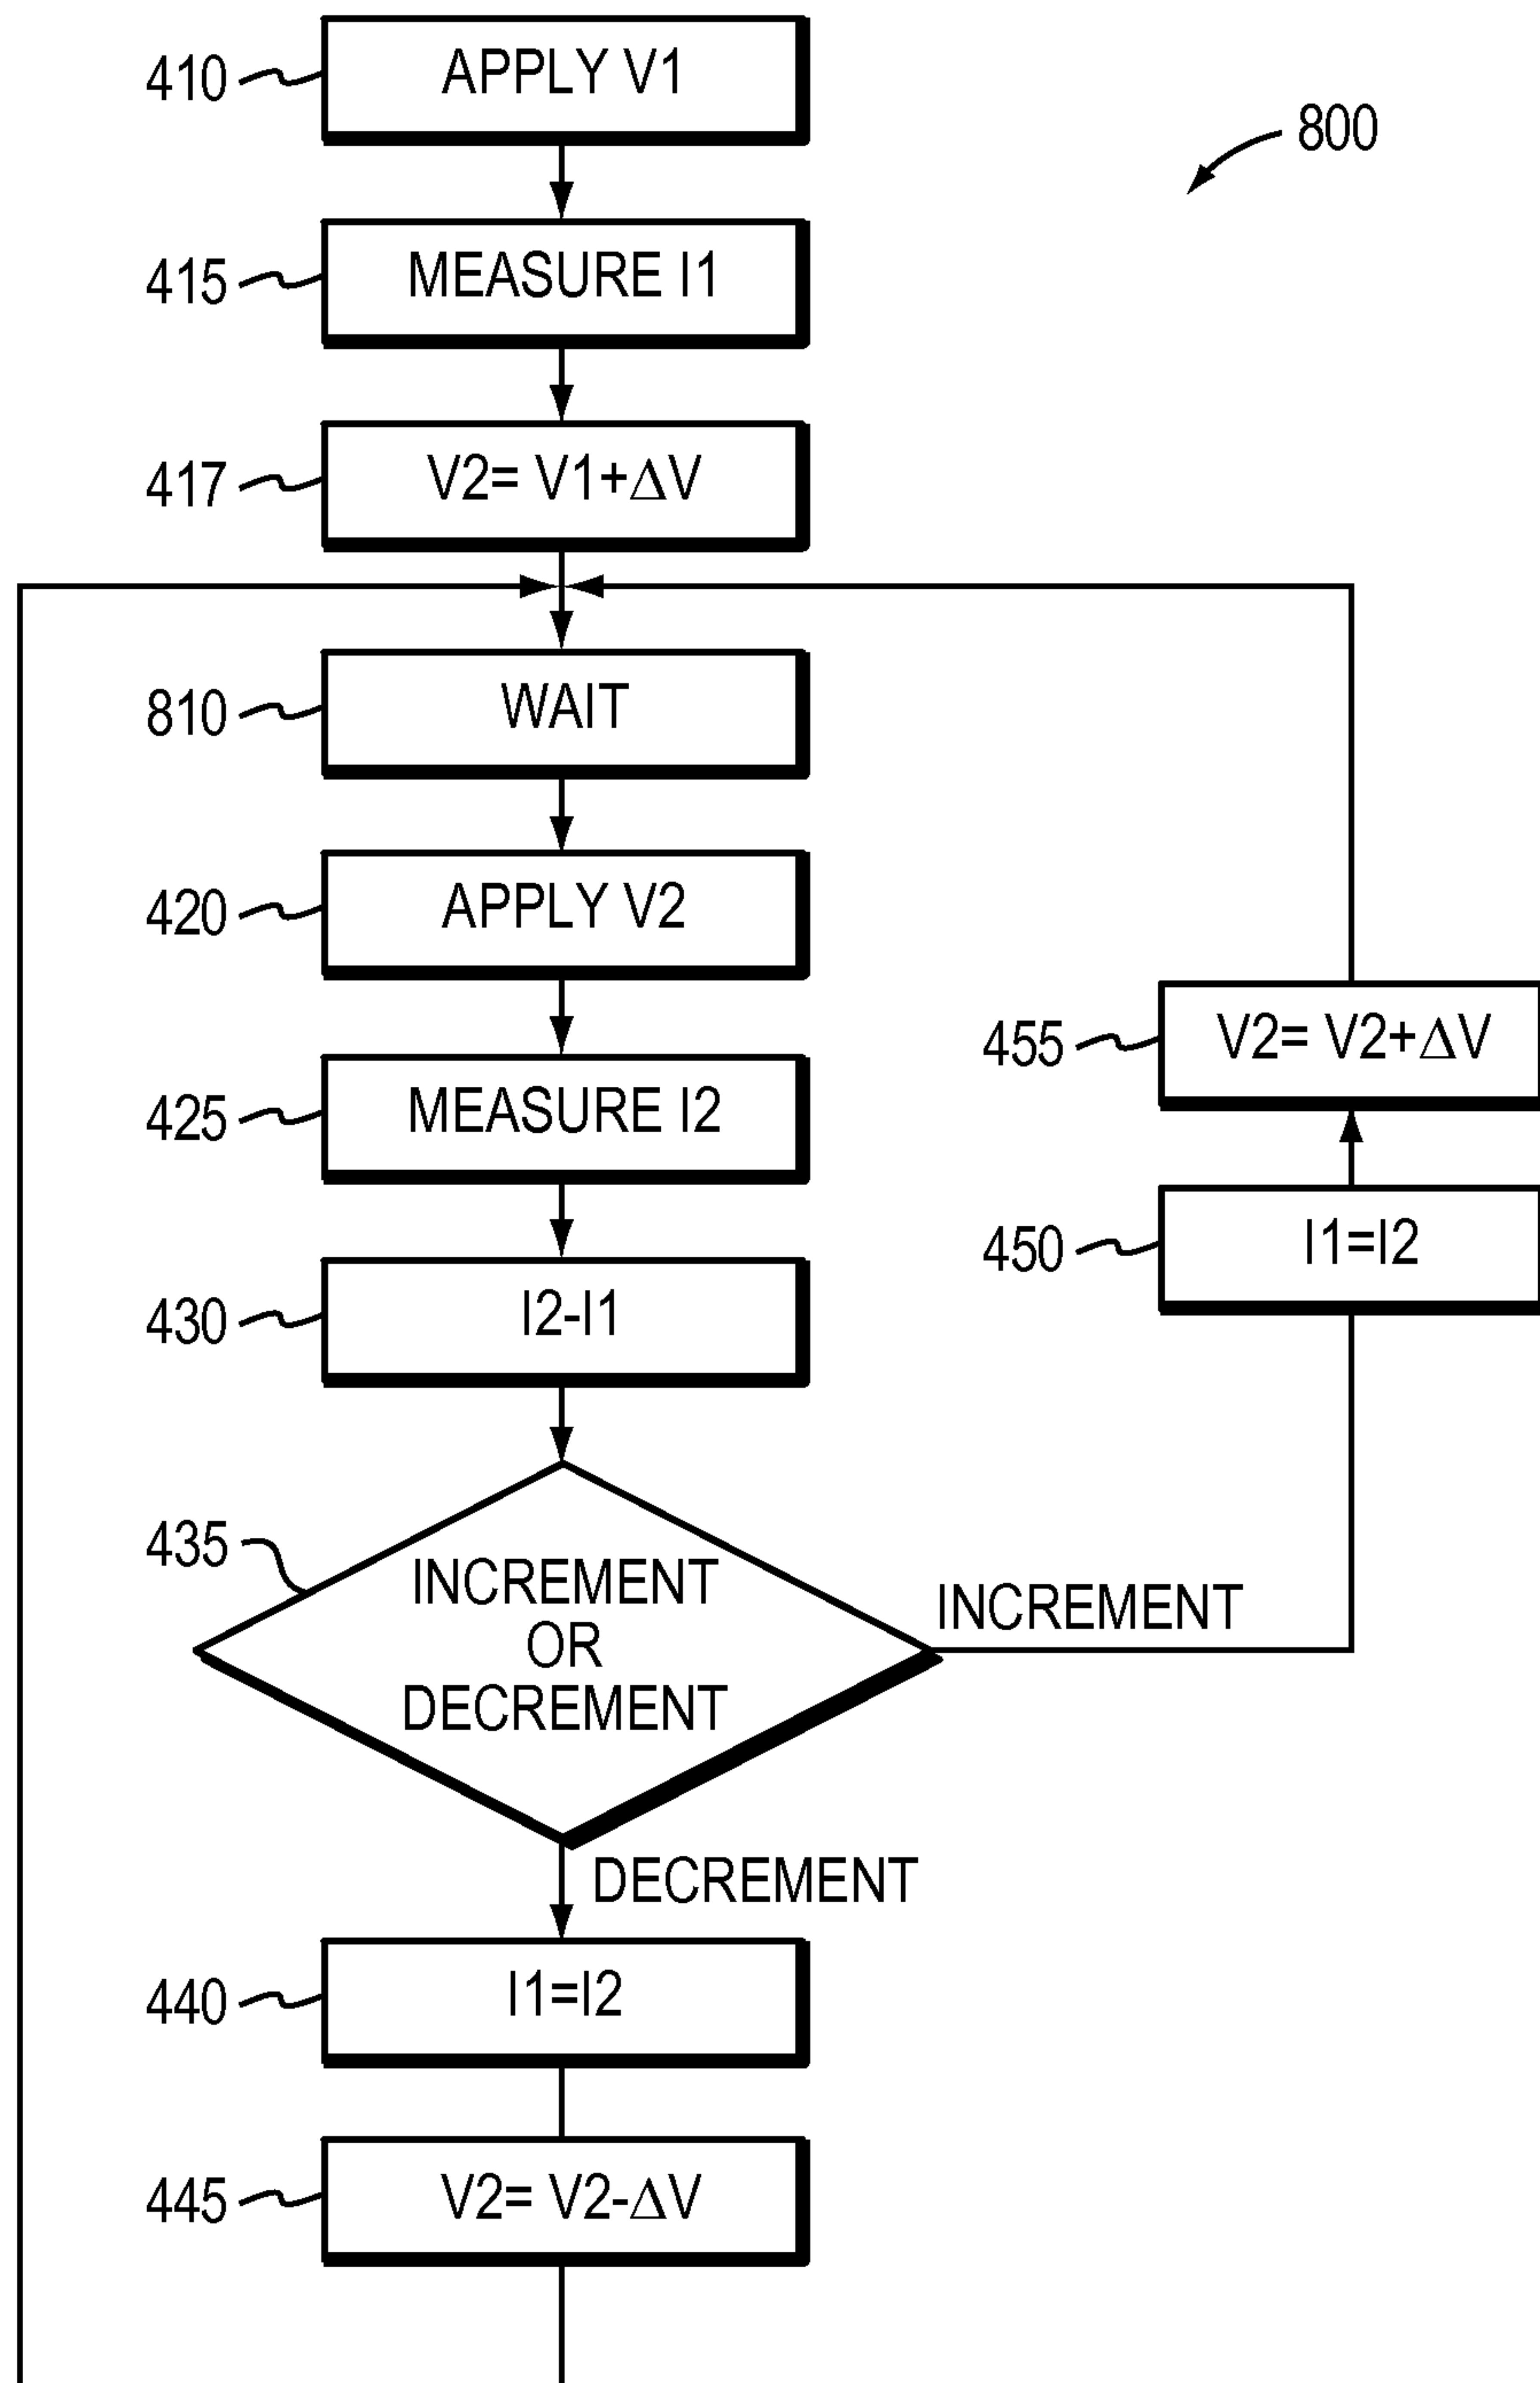 410
APPLY V1
800
415
MEASURE I1
417
V2= V1+ΔV
810
WAIT
420
APPLY V2
425
MEASURE I2
455
V2= V2+ΔV
430
I2-I1
450
I1=I2
435
INCREMENT
OR
DECREMENT
INCREMENT
DECREMENT
440
I1=I2
445
V2= V2-ΔV